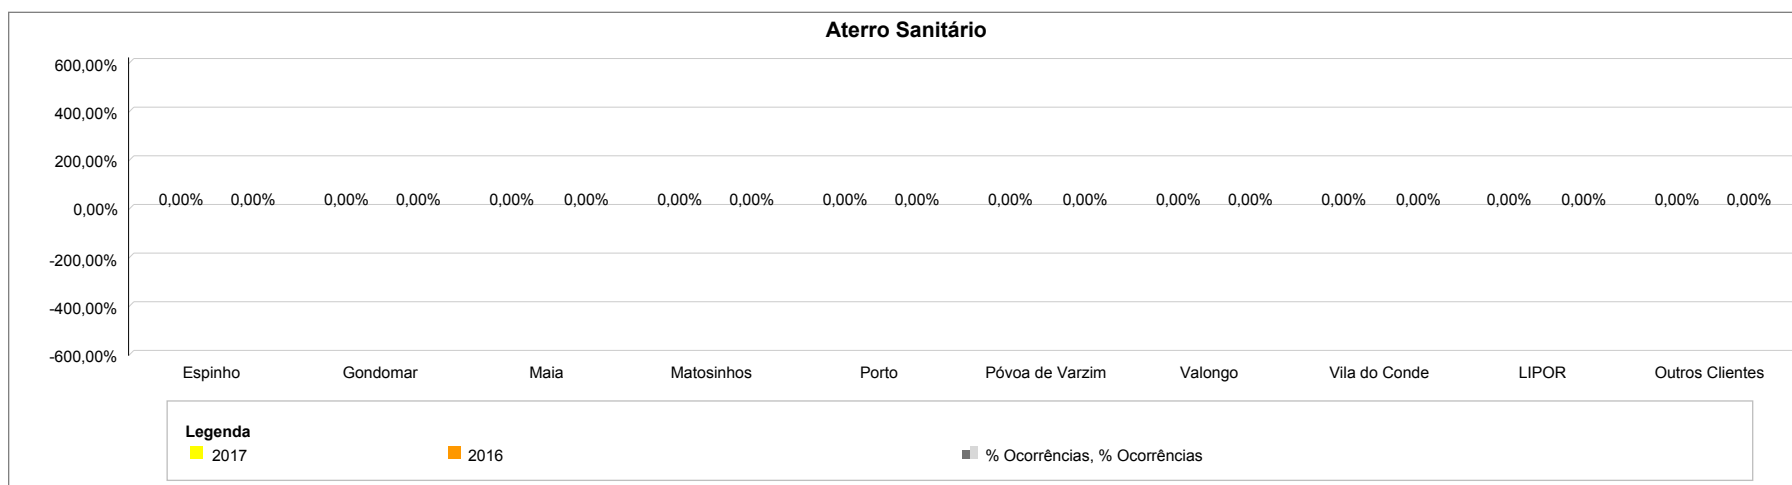 Aterro Sanitário
600,00%
400,00%
200,00%
0,00%
-200,00%
-400,00%
-600,00%
0,00% 0,00% 0,00% 0,00% 0,00% 0,00% 0,00% 0,00% 0,00% 0,00% 0,00% 0,00% 0,00% 0,00% 0,00% 0,00% 0,00% 0,00% 0,00% 0,00%
Espinho Gondomar Maia Matosinhos Porto Póvoa de Varzim Valongo Vila do Conde LIPOR Outros Clientes
Legenda
2017 2016 % Ocorrências, % Ocorrências